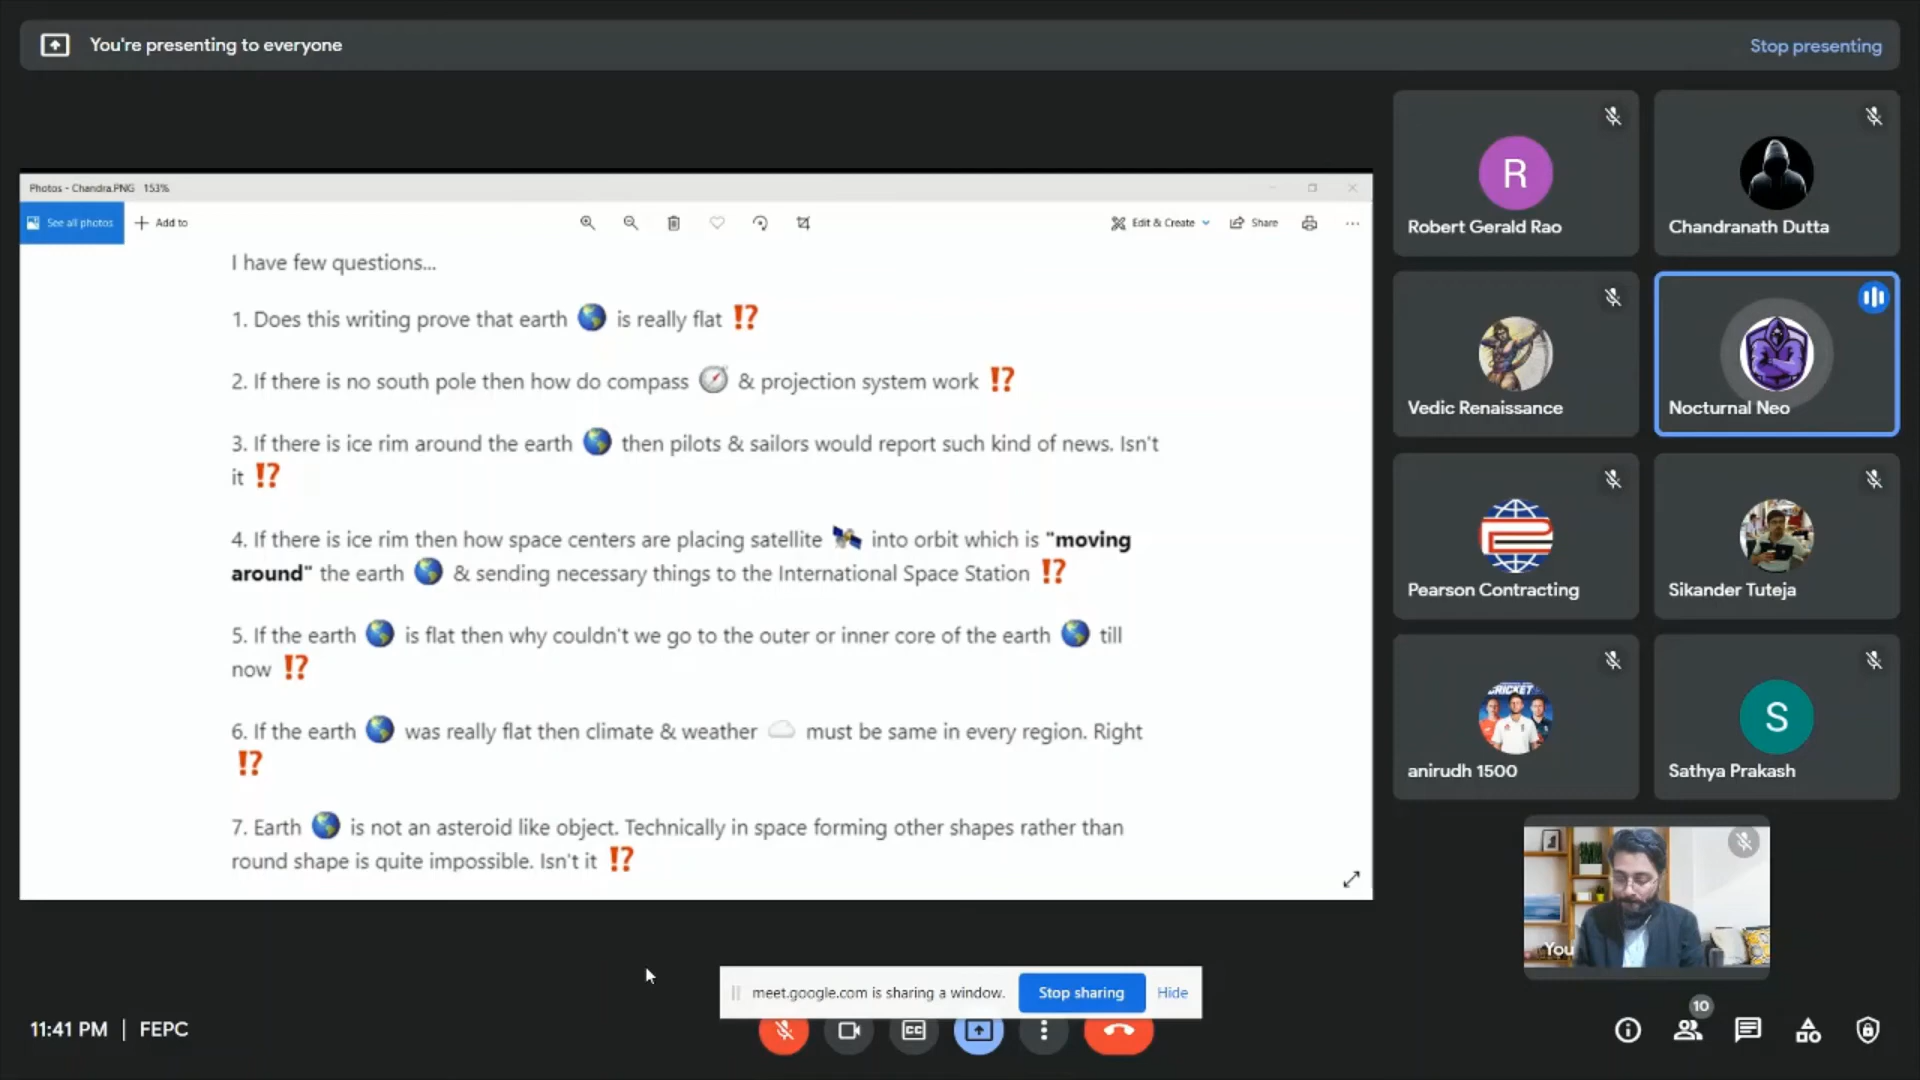 You're presenting to everyone
Stop presenting
Photos - Chandra.PNG 153%
See all photos
Add to
Edit & Create
Share
I have few questions...
1. Does this writing prove that earth 🌎 is really flat ⁉
2. If there is no south pole then how do compass 🧭 & projection system work ⁉
3. If there is ice rim around the earth 🌎 then pilots & sailors would report such kind of news. Isn't
it ⁉
4. If there is ice rim then how space centers are placing satellite 🛰 into orbit which is "moving
around" the earth 🌎 & sending necessary things to the International Space Station ⁉
5. If the earth 🌎 is flat then why couldn't we go to the outer or inner core of the earth 🌎 till
now ⁉
6. If the earth 🌎 was really flat then climate & weather ☁ must be same in every region. Right
⁉
7. Earth 🌎 is not an asteroid like object. Technically in space forming other shapes rather than
round shape is quite impossible. Isn't it ⁉
R
Robert Gerald Rao
Chandranath Dutta
Vedic Renaissance
Nocturnal Neo
Pearson Contracting
Sikander Tuteja
CRICKET
anirudh 1500
S
Sathya Prakash
You
meet.google.com is sharing a window.
Stop sharing
Hide
11:41 PM | FEPC
CC
10